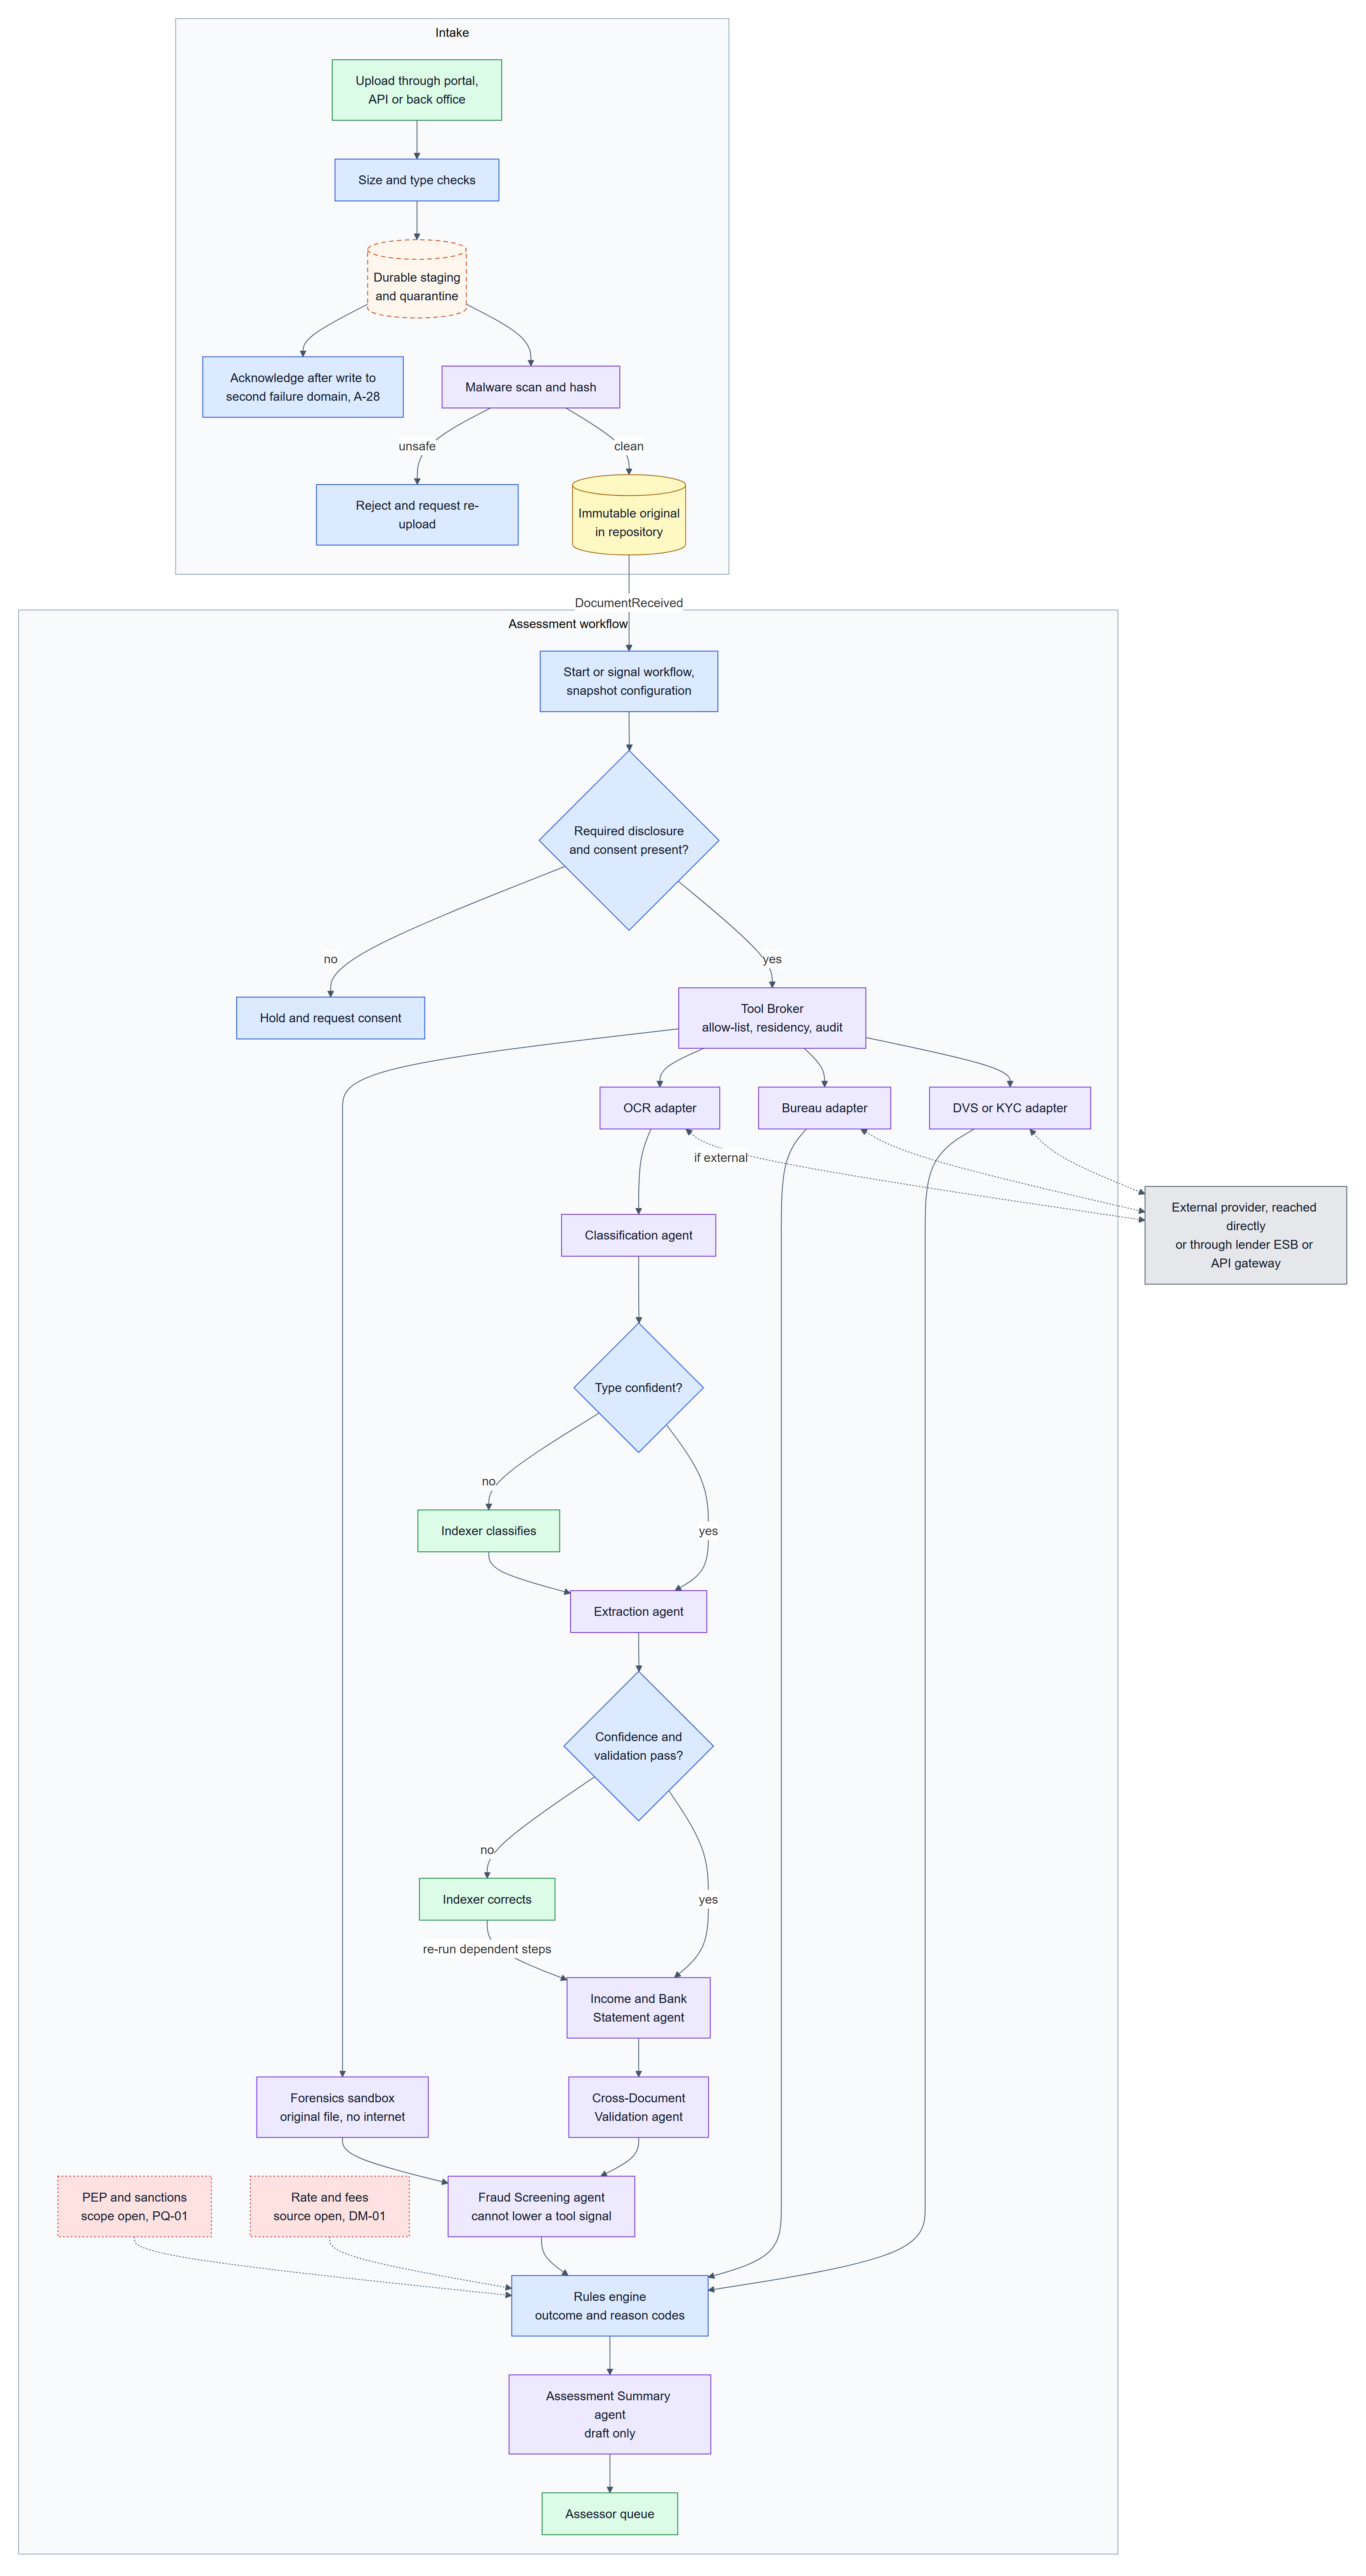 Intake
Upload through portal,
API or back office
Size and type checks
Durable staging
and quarantine
Acknowledge after write to
second failure domain, A-28
Malware scan and hash
unsafe
clean
Reject and request re-
upload
Immutable original
in repository
DocumentReceived
Assessment workflow
Start or signal workflow,
snapshot configuration
Required disclosure
and consent present?
no
yes
Hold and request consent
Tool Broker
allow-list, residency, audit
OCR adapter
Bureau adapter
DVS or KYC adapter
if external
External provider, reached
directly
or through lender ESB or
API gateway
Classification agent
Type confident?
no
yes
Indexer classifies
Extraction agent
Confidence and
validation pass?
no
yes
Indexer corrects
re-run dependent steps
Income and Bank
Statement agent
Forensics sandbox
original file, no internet
Cross-Document
Validation agent
PEP and sanctions
scope open, PQ-01
Rate and fees
source open, DM-01
Fraud Screening agent
cannot lower a tool signal
Rules engine
outcome and reason codes
Assessment Summary
agent
draft only
Assessor queue